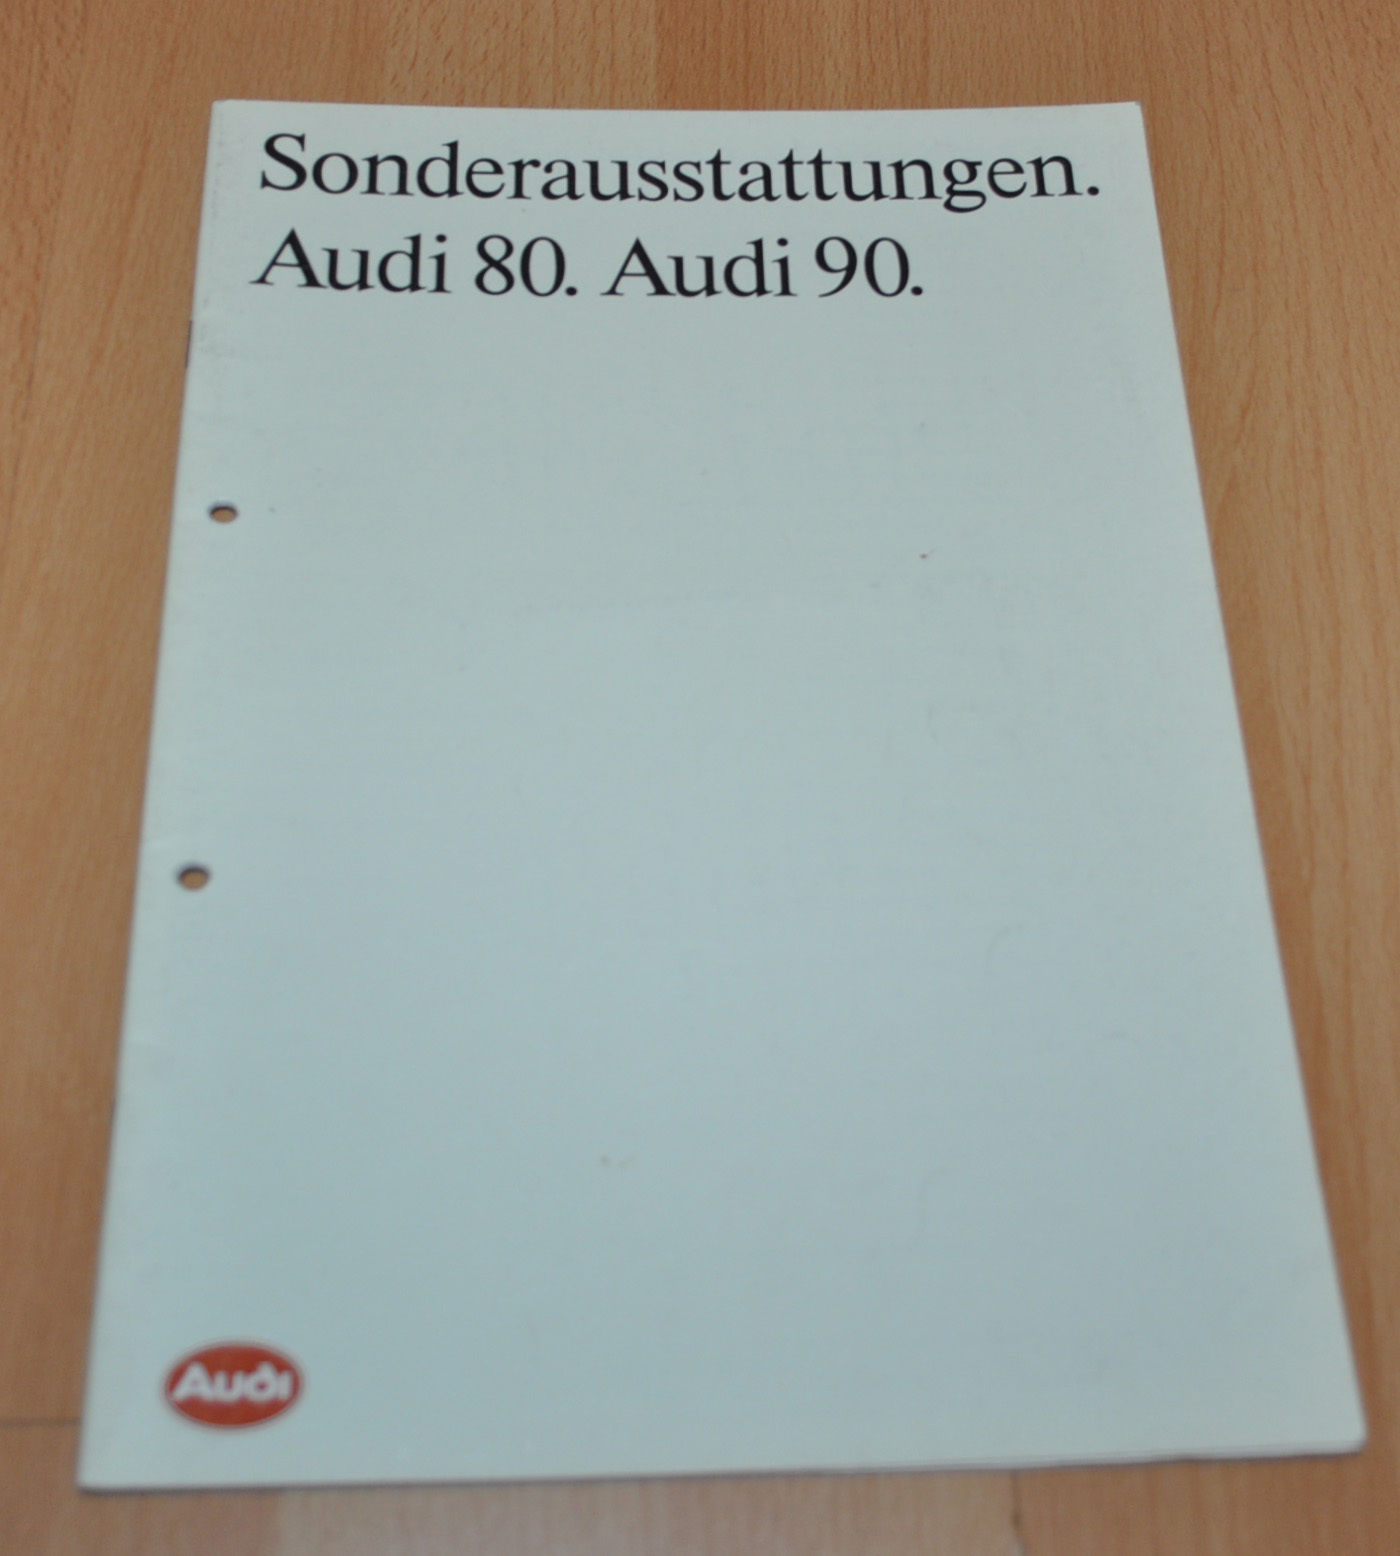 Sonderausstattungen.
Audi 80. Audi 90.
Audi